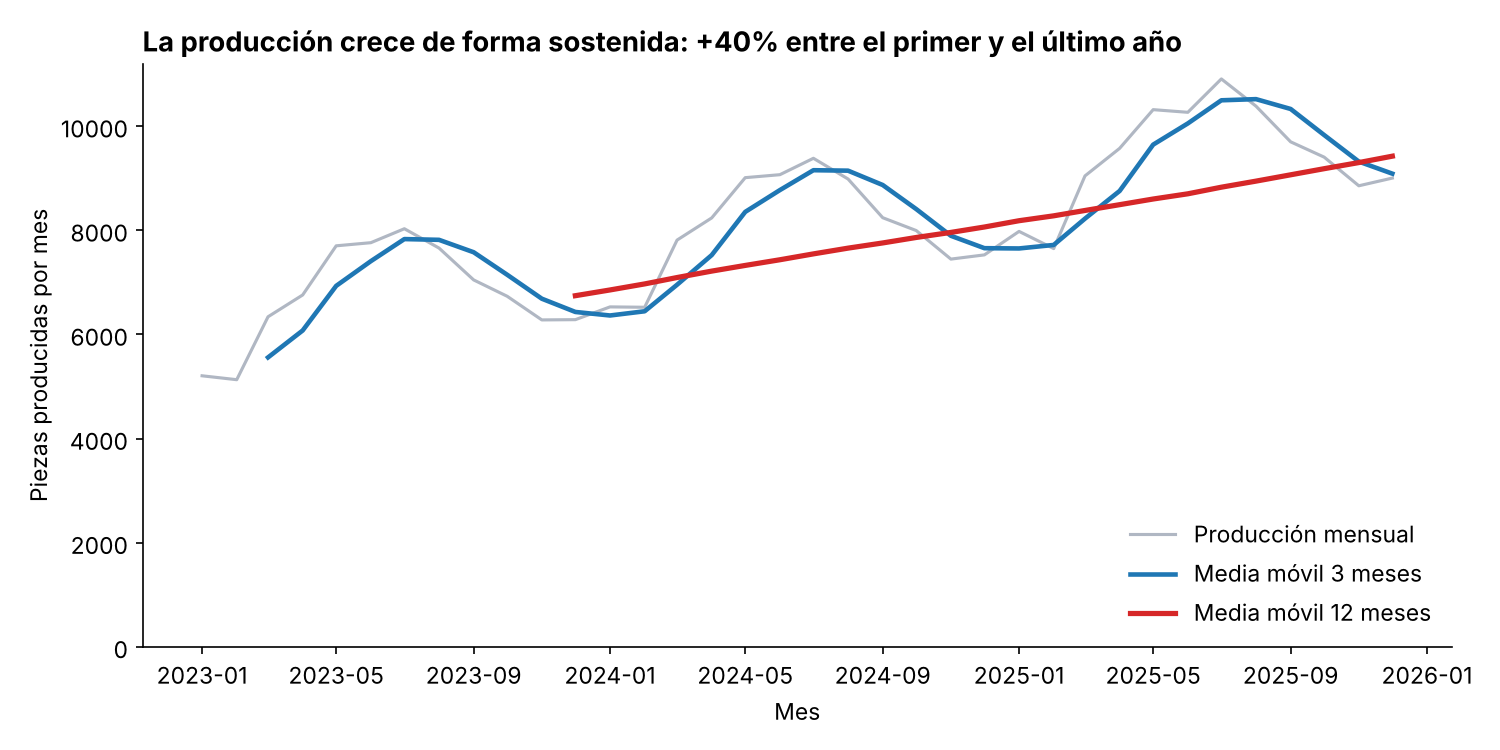 La producción crece de forma sostenida: +40% entre el primer y el último año
Piezas producidas por mes
10000
8000
6000
4000
2000
0
Producción mensual
Media móvil 3 meses
Media móvil 12 meses
2023-01 2023-05 2023-09 2024-01 2024-05 2024-09 2025-01 2025-05 2025-09 2026-01
Mes